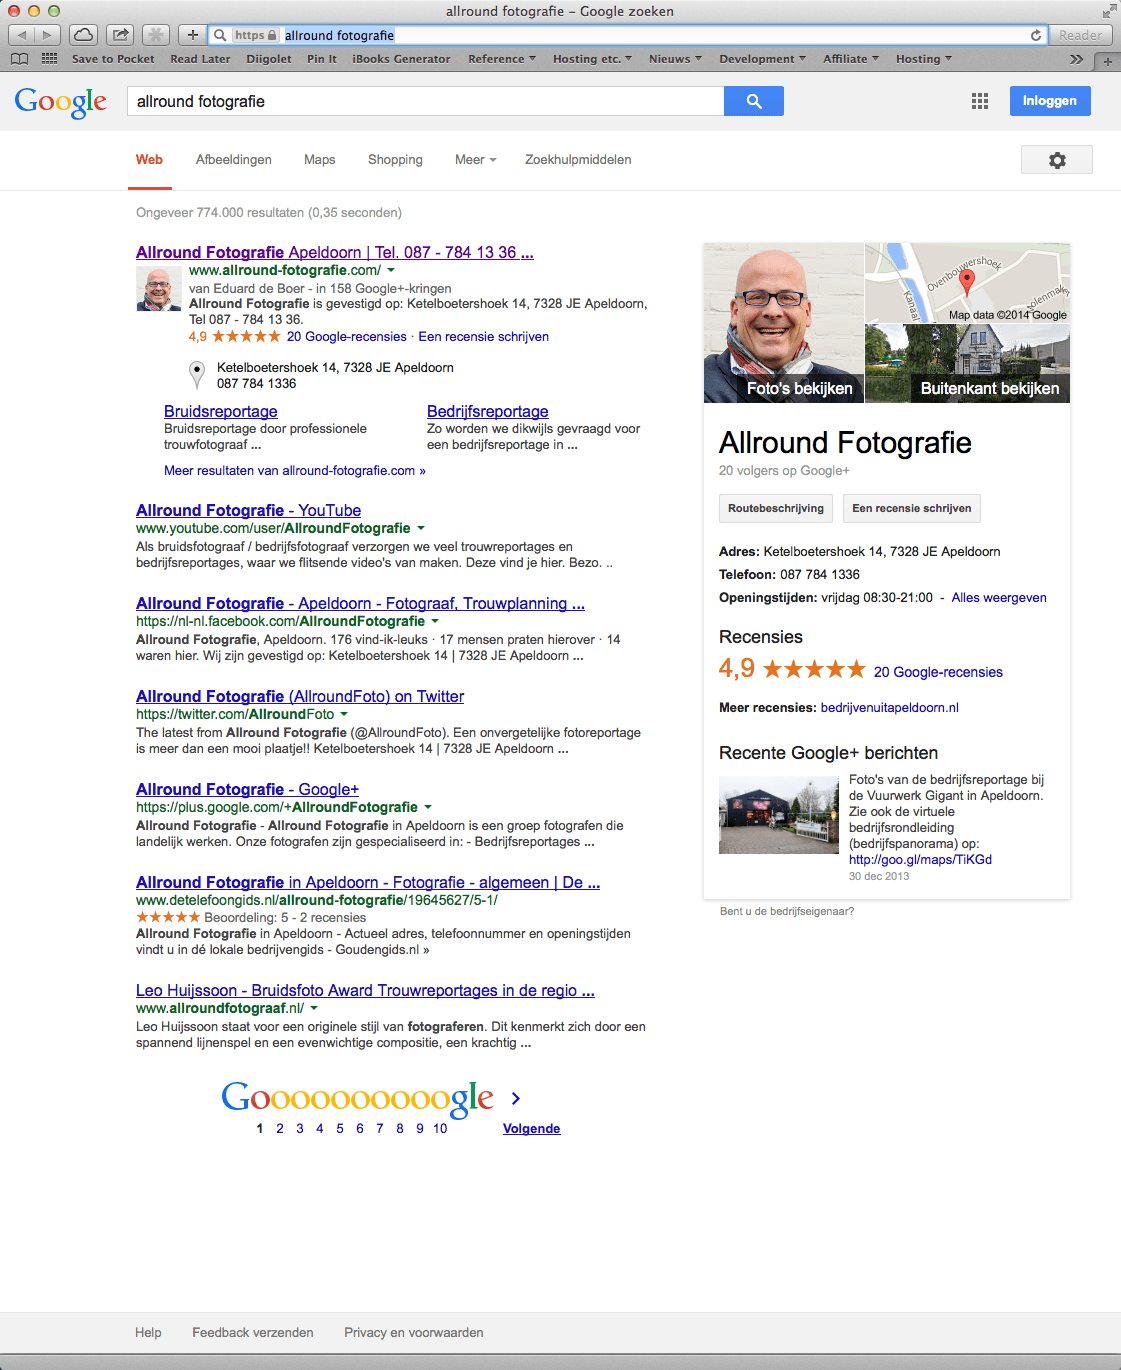 allround fotografie – Google zoeken
https allround fotografie Reader
Save to Pocket Read Later Diigolet Pin It iBooks Generator Reference Hosting etc. Nieuws Development Affiliate Hosting
Google allround fotografie Inloggen
Web Afbeeldingen Maps Shopping Meer Zoekhulpmiddelen
Ongeveer 774.000 resultaten (0,35 seconden)
Allround Fotografie Apeldoorn | Tel. 087 - 784 13 36 ...
www.allround-fotografie.com/
van Eduard de Boer - in 158 Google+-kringen
Allround Fotografie is gevestigd op: Ketelboetershoek 14, 7328 JE Apeldoorn,
Tel 087 - 784 13 36.
4,9 ★★★★★ 20 Google-recensies · Een recensie schrijven
Ketelboetershoek 14, 7328 JE Apeldoorn
087 784 1336
Bruidsreportage
Bruidsreportage door professionele
trouwfotograaf ...
Bedrijfsreportage
Zo worden we dikwijls gevraagd voor
een bedrijfsreportage in ...
Meer resultaten van allround-fotografie.com »
Allround Fotografie - YouTube
www.youtube.com/user/AllroundFotografie
Als bruidsfotograaf / bedrijfsfotograaf verzorgen we veel trouwreportages en
bedrijfsreportages, waar we flitsende video's van maken. Deze vind je hier. Bezo. ..
Allround Fotografie - Apeldoorn - Fotograaf, Trouwplanning ...
https://nl-nl.facebook.com/AllroundFotografie
Allround Fotografie, Apeldoorn. 176 vind-ik-leuks · 17 mensen praten hierover · 14
waren hier. Wij zijn gevestigd op: Ketelboetershoek 14 | 7328 JE Apeldoorn ...
Allround Fotografie (AllroundFoto) on Twitter
https://twitter.com/AllroundFoto
The latest from Allround Fotografie (@AllroundFoto). Een onvergetelijke fotoreportage
is meer dan een mooi plaatje!! Ketelboetershoek 14 | 7328 JE Apeldoorn ...
Allround Fotografie - Google+
https://plus.google.com/+AllroundFotografie
Allround Fotografie - Allround Fotografie in Apeldoorn is een groep fotografen die
landelijk werken. Onze fotografen zijn gespecialiseerd in: - Bedrijfsreportages ...
Allround Fotografie in Apeldoorn - Fotografie - algemeen | De ...
www.detelefoongids.nl/allround-fotografie/19645627/5-1/
★★★★★ Beoordeling: 5 - 2 recensies
Allround Fotografie in Apeldoorn - Actueel adres, telefoonnummer en openingstijden
vindt u in dé lokale bedrijvengids - Goudengids.nl »
Leo Huijssoon - Bruidsfoto Award Trouwreportages in de regio ...
www.allroundfotograaf.nl/
Leo Huijssoon staat voor een originele stijl van fotograferen. Dit kenmerkt zich door een
spannend lijnenspel en een evenwichtige compositie, een krachtig ...
Goooooooooogle
1 2 3 4 5 6 7 8 9 10 Volgende
Foto's bekijken
Ovenbouwershoek
Kanaal
Map data ©2014 Google
Buitenkant bekijken
Allround Fotografie
20 volgers op Google+
Routebeschrijving Een recensie schrijven
Adres: Ketelboetershoek 14, 7328 JE Apeldoorn
Telefoon: 087 784 1336
Openingstijden: vrijdag 08:30-21:00 - Alles weergeven
Recensies
4,9 ★★★★★ 20 Google-recensies
Meer recensies: bedrijvenuitapeldoorn.nl
Recente Google+ berichten
Foto's van de bedrijfsreportage bij
de Vuurwerk Gigant in Apeldoorn.
Zie ook de virtuele
bedrijfsrondleiding
(bedrijfspanorama) op:
http://goo.gl/maps/TiKGd
30 dec 2013
Bent u de bedrijfseigenaar?
Help Feedback verzenden Privacy en voorwaarden